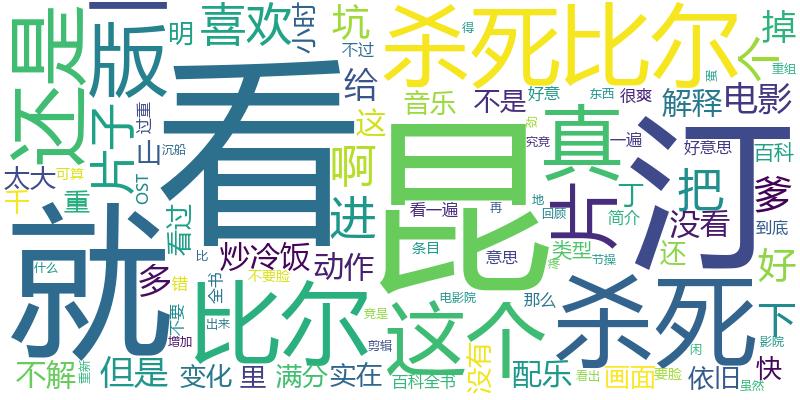 还是
一版
喜欢
小时
坑
杀死比尔
个
掉
明
不过
得
重组
给
音乐
不是
好意
东西
很爽
解释
电影
片子
过重
看
昆
真
汀
这
啊
究竟
一遍
好意思
百科
沉船
OST
太大
可算
干
重
看过
进
看一遍
再
地
回顾
片
丁
简介
把
没看
爹
到底
就
多
炒冷饭
动作
条目
意思
类型
节操
还
好
比
全书
什么
错
不要
出来
不要脸
增加
比尔
这个
电影院
那么
杀死
下
影院
竟是
剪辑
闲
快
不解
重新
但是
变化
里
满分
实在
百科全书
没有
配乐
看出
画面
要脸
依旧
虽然